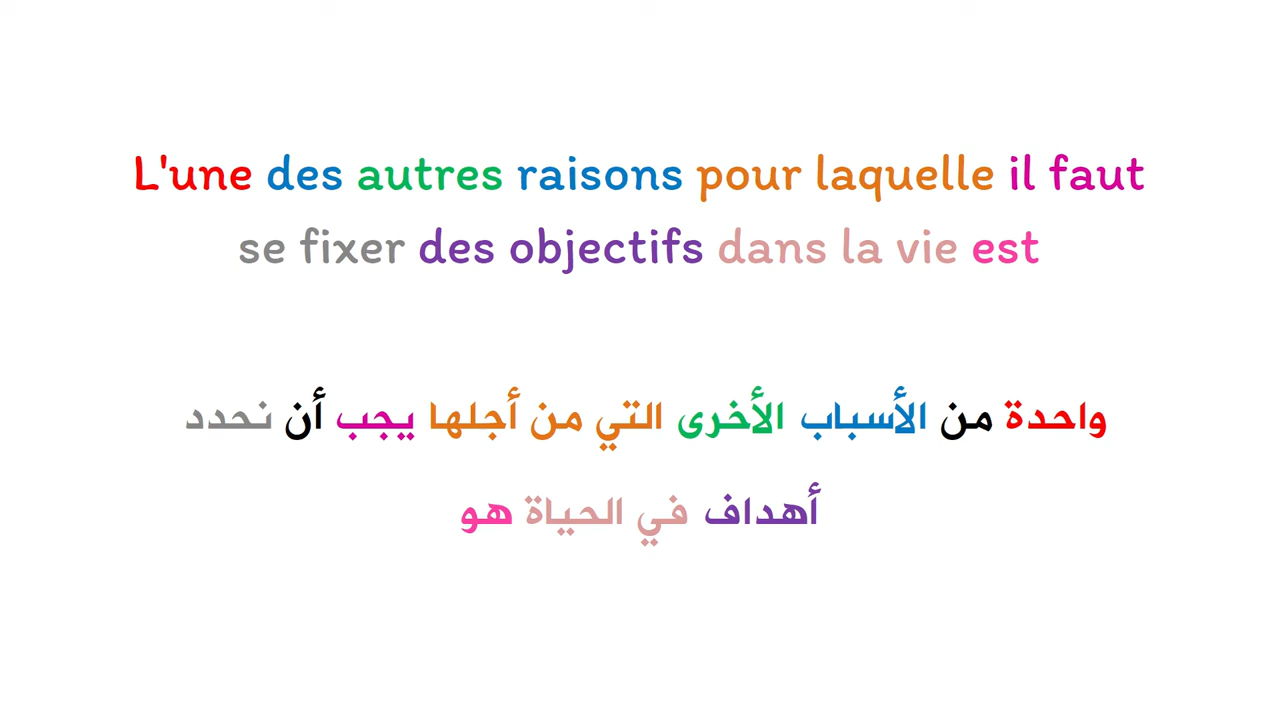 L'une des autres raisons pour laquelle il faut
se fixer des objectifs dans la vie est
واحدة من الأسباب الأخرى التي من أجلها يجب أن نحدد
أهداف في الحياة هو